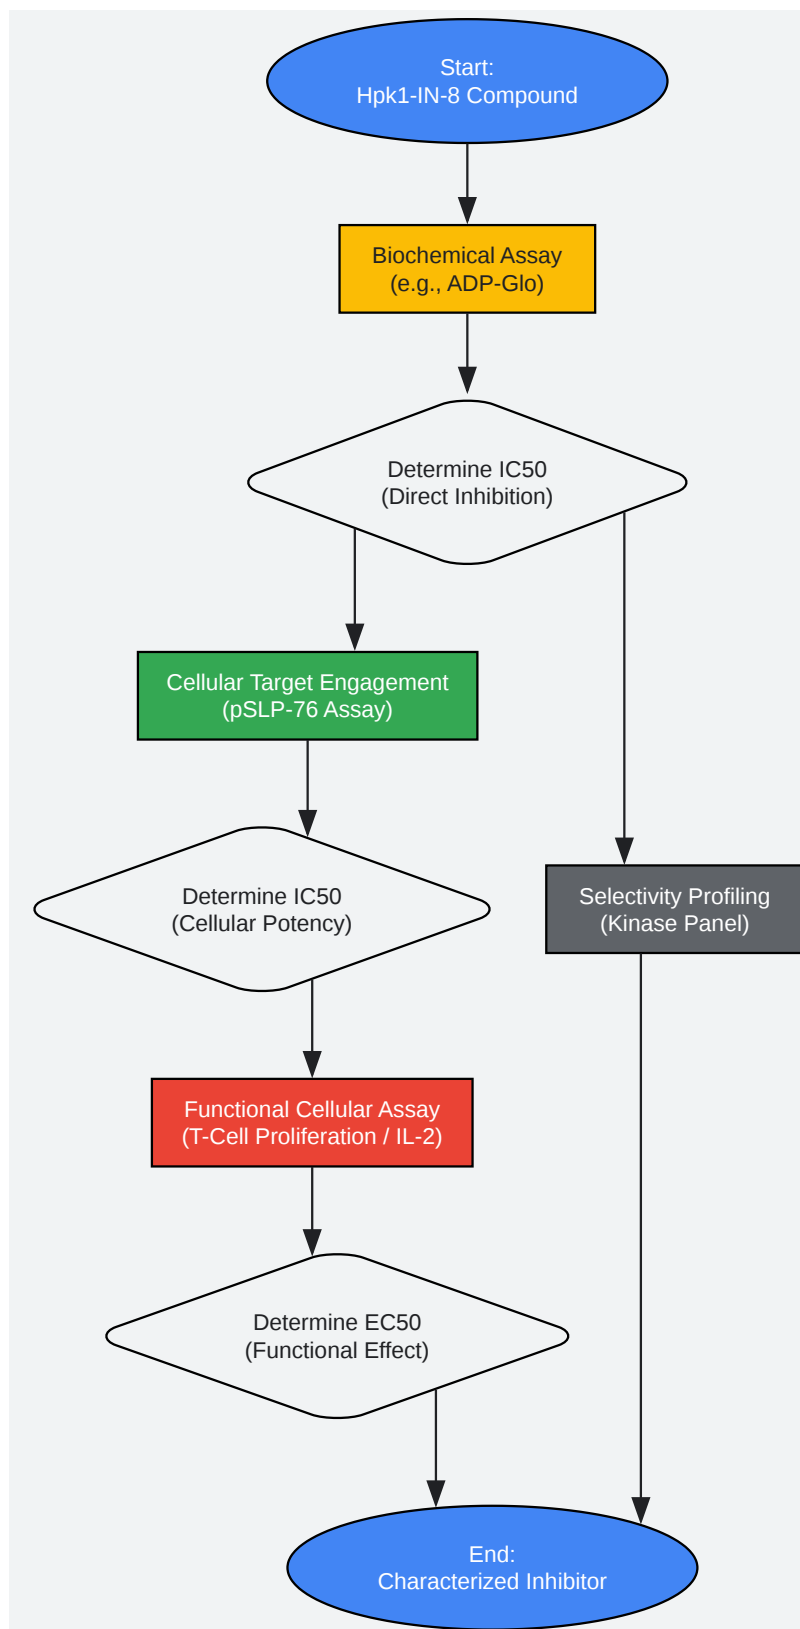 Start:
Hpk1-IN-8 Compound
Biochemical Assay
(e.g., ADP-Glo)
Determine IC50
(Direct Inhibition)
Cellular Target Engagement
(pSLP-76 Assay)
Determine IC50
(Cellular Potency)
Selectivity Profiling
(Kinase Panel)
Functional Cellular Assay
(T-Cell Proliferation / IL-2)
Determine EC50
(Functional Effect)
End:
Characterized Inhibitor